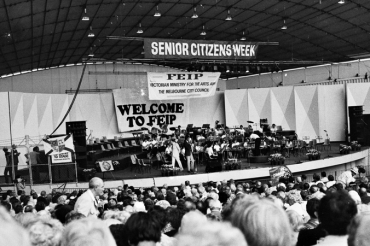 SENIOR CITIZENS WEEK
FEIP
VICTORIAN MINISTRY FOR THE ARTS AND
THE MELBOURNE CITY COUNCIL
WELCOME
TO FEIP